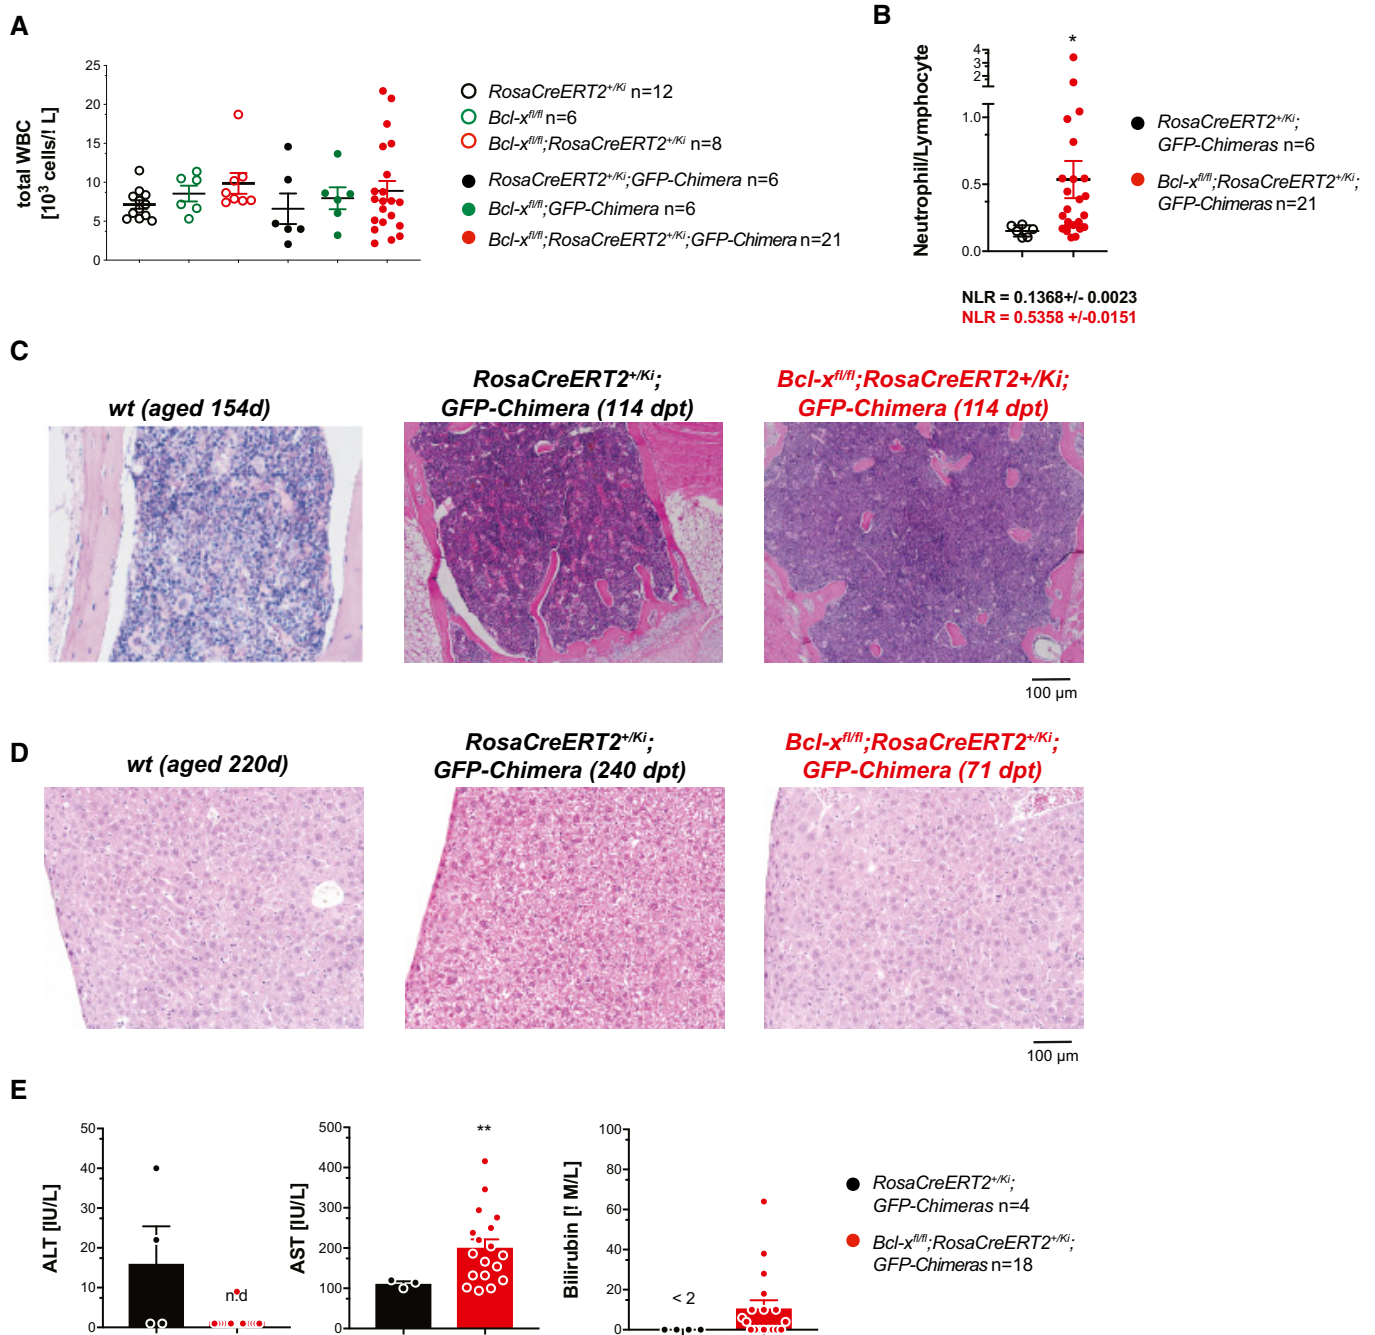 A
total WBC
[10³ cells/! L]
25
20
15
10
5
0
RosaCreERT2+/Ki n=12
Bcl-xfl/fl n=6
Bcl-xfl/fl;RosaCreERT2+/Ki n=8
RosaCreERT2+/Ki;GFP-Chimera n=6
Bcl-xfl/fl;GFP-Chimera n=6
Bcl-xfl/fl;RosaCreERT2+/Ki;GFP-Chimera n=21
B
Neutrophil/Lymphocyte
4
3
2
1.0
0.5
0.0
*
RosaCreERT2+/Ki;
GFP-Chimeras n=6
Bcl-xfl/fl;RosaCreERT2+/Ki;
GFP-Chimeras n=21
NLR = 0.1368+/- 0.0023
NLR = 0.5358 +/-0.0151
C
wt (aged 154d)
RosaCreERT2+/Ki;
GFP-Chimera (114 dpt)
Bcl-xfl/fl;RosaCreERT2+/Ki;
GFP-Chimera (114 dpt)
100 µm
D
wt (aged 220d)
RosaCreERT2+/Ki;
GFP-Chimera (240 dpt)
Bcl-xfl/fl;RosaCreERT2+/Ki;
GFP-Chimera (71 dpt)
100 µm
E
ALT [IU/L]
50
40
30
20
10
0
n.d
AST [IU/L]
500
400
300
200
100
0
**
Bilirubin [! M/L]
100
80
60
40
20
0
< 2
RosaCreERT2+/Ki;
GFP-Chimeras n=4
Bcl-xfl/fl;RosaCreERT2+/Ki;
GFP-Chimeras n=18